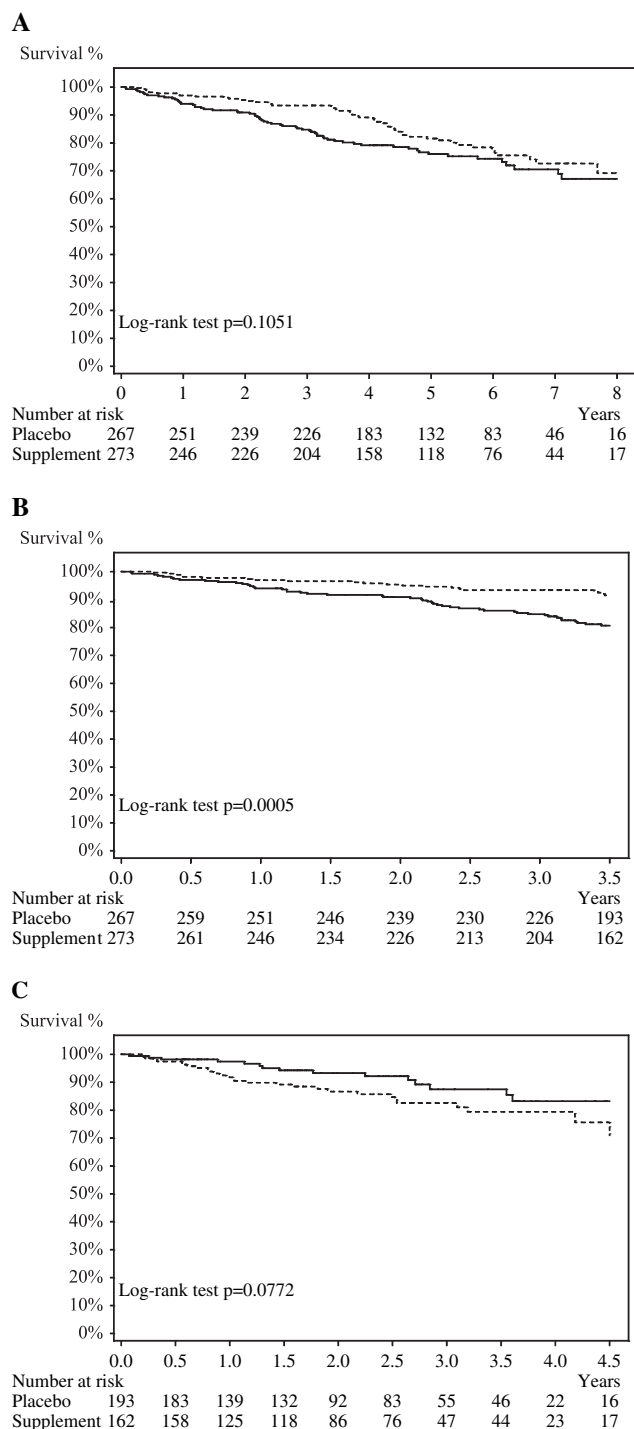 A
Survival %
100%
90%
80%
70%
60%
50%
40%
30%
20%
Log-rank test p=0.1051
10%
0%
0 1 2 3 4 5 6 7 8
Number at risk Years
Placebo 267 251 239 226 183 132 83 46 16
Supplement 273 246 226 204 158 118 76 44 17
B
Survival %
100%
90%
80%
70%
60%
50%
40%
30%
20%
Log-rank test p=0.0005
10%
0%
0.0 0.5 1.0 1.5 2.0 2.5 3.0 3.5
Number at risk Years
Placebo 267 259 251 246 239 230 226 193
Supplement 273 261 246 234 226 213 204 162
C
Survival %
100%
90%
80%
70%
60%
50%
40%
30%
20%
Log-rank test p=0.0772
10%
0%
0.0 0.5 1.0 1.5 2.0 2.5 3.0 3.5 4.0 4.5
Number at risk Years
Placebo 193 183 139 132 92 83 55 46 22 16
Supplement 162 158 125 118 86 76 47 44 23 17